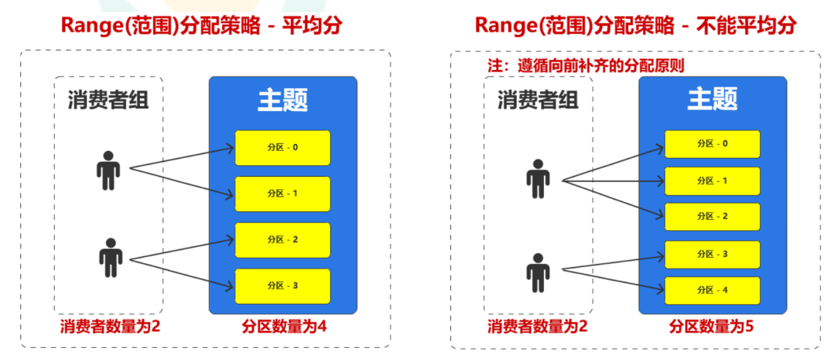 Range(范围)分配策略 - 平均分
消费者组
主题
分区 - 0
分区 - 1
分区 - 2
分区 - 3
消费者数量为2
分区数量为4
Range(范围)分配策略 - 不能平均分
注：遵循向前补齐的分配原则
消费者组
主题
分区 - 0
分区 - 1
分区 - 2
分区 - 3
分区 - 4
消费者数量为2
分区数量为5